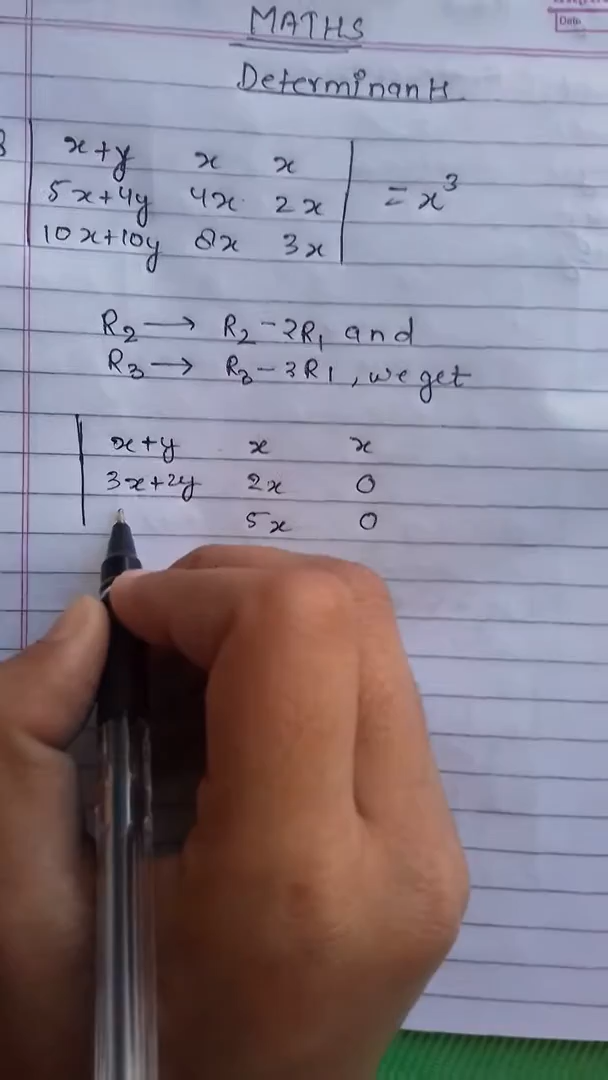 MATHS
Date
Determinant
x+y x x
5x+4y 4x 2x = x³
10x+10y 8x 3x
R₂ → R₂ - 2R₁ and
R₃ → R₃ - 3R₁, we get
x+y x x
3x+2y 2x 0
5x 0